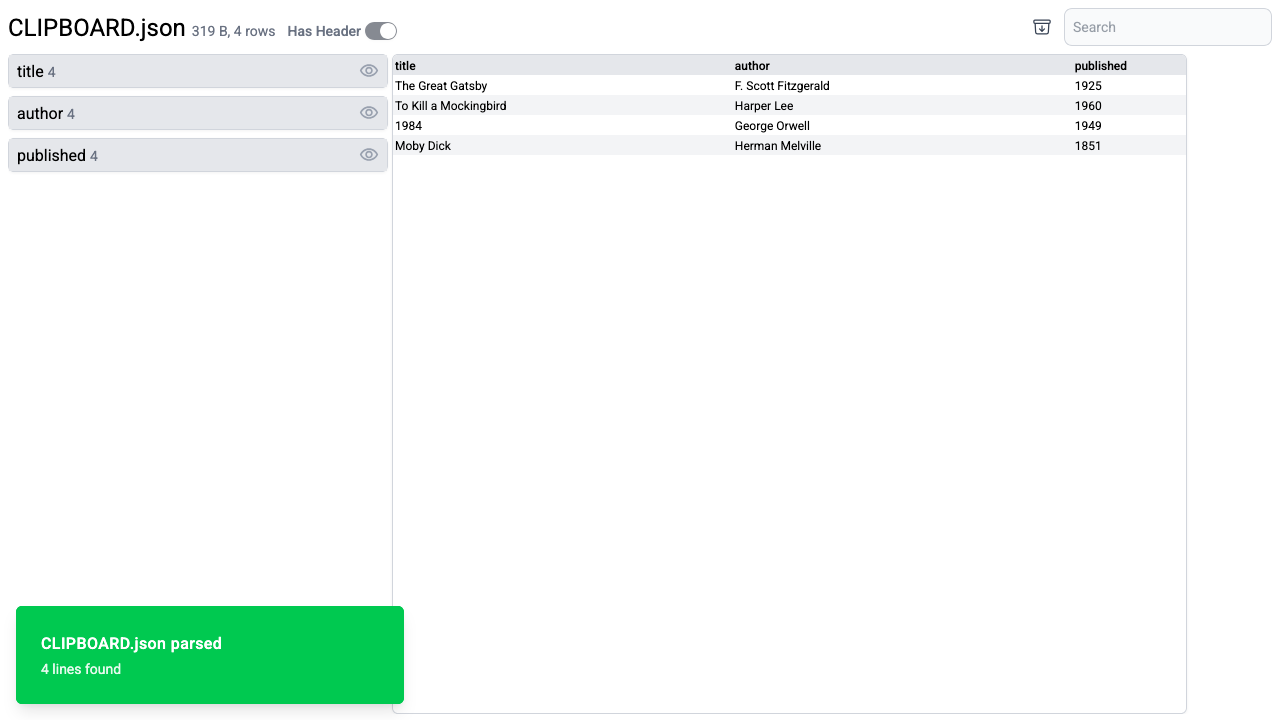 CLIPBOARD.json 319 B, 4 rows Has Header
Search
title 4
author 4
published 4
title author published
The Great Gatsby F. Scott Fitzgerald 1925
To Kill a Mockingbird Harper Lee 1960
1984 George Orwell 1949
Moby Dick Herman Melville 1851
CLIPBOARD.json parsed
4 lines found